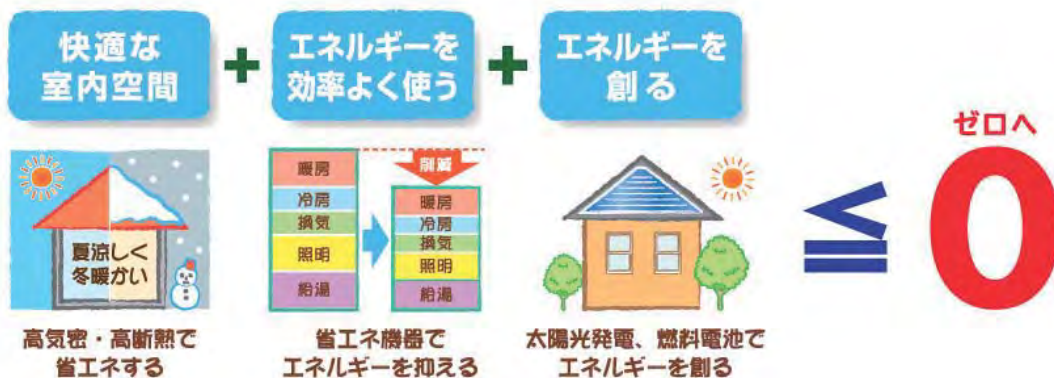 快適な
室内空間
+
エネルギーを
効率よく使う
+
エネルギーを
創る
夏涼しく
冬暖かい
高気密・高断熱で
省エネする
暖房
冷房
換気
照明
給湯
削減
暖房
冷房
換気
照明
給湯
省エネ機器で
エネルギーを抑える
太陽光発電、燃料電池で
エネルギーを創る
≦
ゼロへ
0